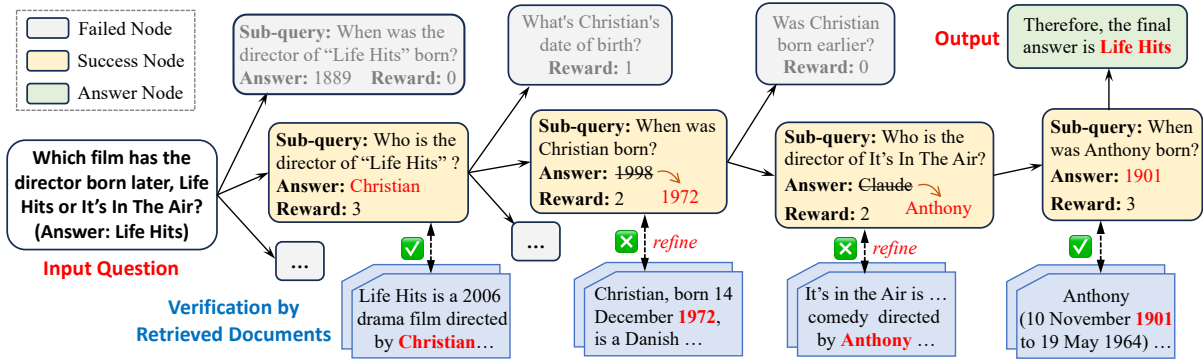 Failed Node
Success Node
Answer Node
Sub-query: When was the
director of “Life Hits” born?
Answer: 1889 Reward: 0
What's Christian's
date of birth?
Reward: 1
Was Christian
born earlier?
Reward: 0
Output
Therefore, the final
answer is Life Hits
Which film has the
director born later, Life
Hits or It’s In The Air?
(Answer: Life Hits)
Input Question
Sub-query: Who is the
director of “Life Hits” ?
Answer: Christian
Reward: 3
...
Sub-query: When was
Christian born?
Answer: 1998
1972
Reward: 2
...
Sub-query: Who is the
director of It's In The Air?
Answer: Claude
Anthony
Reward: 2
Sub-query: When
was Anthony born?
Answer: 1901
Reward: 3
refine
refine
Verification by
Retrieved Documents
Life Hits is a 2006
drama film directed
by Christian…
Christian, born 14
December 1972,
is a Danish …
It’s in the Air is …
comedy directed
by Anthony …
Anthony
(10 November 1901
to 19 May 1964) …